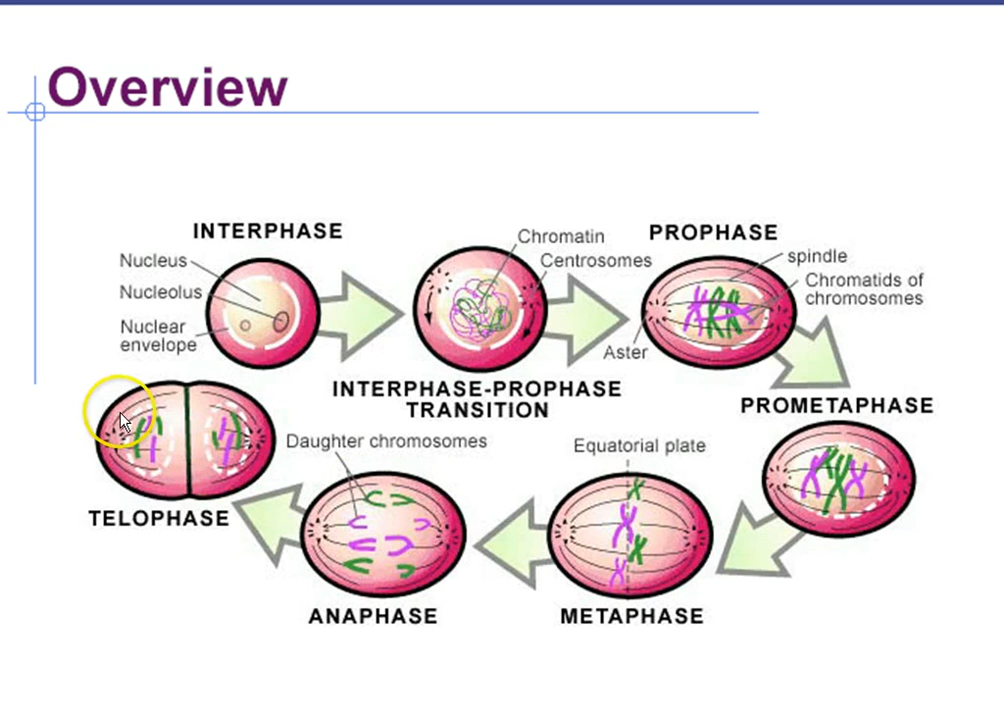 Overview
INTERPHASE
Nucleus
Nucleolus
Nuclear
envelope
Chromatin
Centrosomes
INTERPHASE-PROPHASE
TRANSITION
PROPHASE
spindle
Chromatids of
chromosomes
Aster
PROMETAPHASE
Equatorial plate
METAPHASE
Daughter chromosomes
ANAPHASE
TELOPHASE